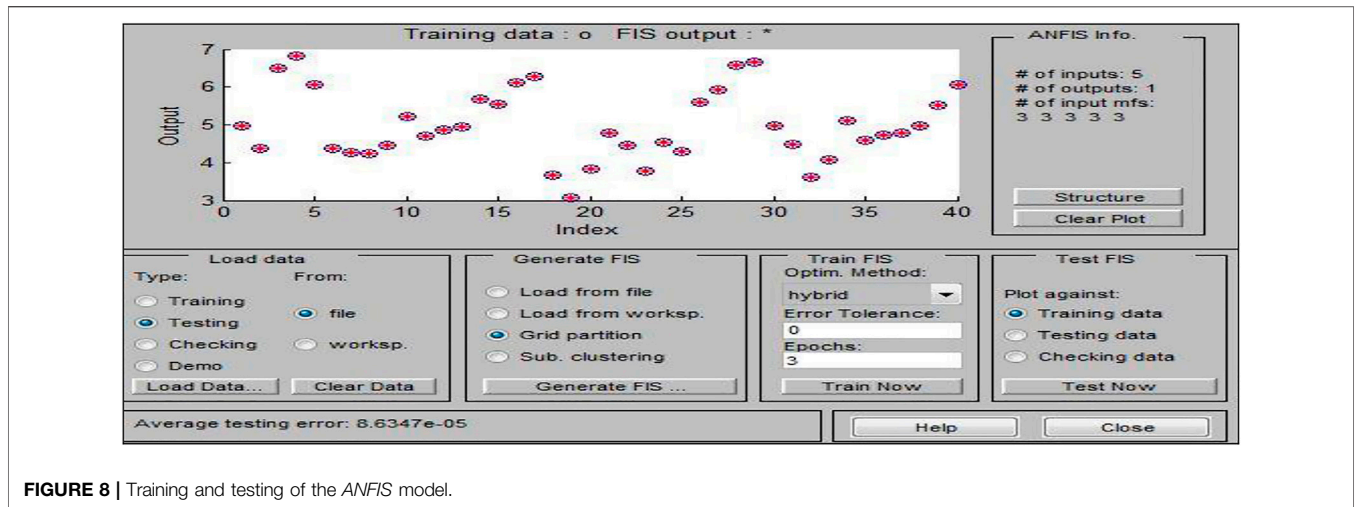 Training data : o   FIS output : *
7
6
5
4
3
Output
0 5 10 15 20 25 30 35 40
Index
ANFIS Info.
# of inputs: 5
# of outputs: 1
# of input mfs:
3 3 3 3 3
Structure
Clear Plot
Load data
Type: From:
Training
Testing
Checking
Demo
file
worksp.
Load Data... Clear Data
Generate FIS
Load from file
Load from worksp.
Grid partition
Sub. clustering
Generate FIS ...
Train FIS
Optim. Method:
hybrid
Error Tolerance:
0
Epochs:
3
Train Now
Test FIS
Plot against:
Training data
Testing data
Checking data
Test Now
Average testing error: 8.6347e-05
Help Close
FIGURE 8 | Training and testing of the ANFIS model.